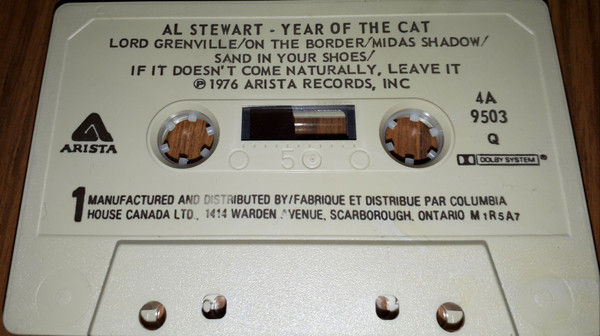 AL STEWART - YEAR OF THE CAT
LORD GRENVILLE/ON THE BORDER/MIDAS SHADOW/
SAND IN YOUR SHOES/
IF IT DOESN'T COME NATURALLY, LEAVE IT
℗ 1976 ARISTA RECORDS, INC
4A
9503
Q
ARISTA
50
DOLBY SYSTEM®
1 MANUFACTURED AND DISTRIBUTED BY/FABRIQUE ET DISTRIBUE PAR COLUMBIA
HOUSE CANADA LTD. 1414 WARDEN AVENUE, SCARBOROUGH, ONTARIO M1R5A7